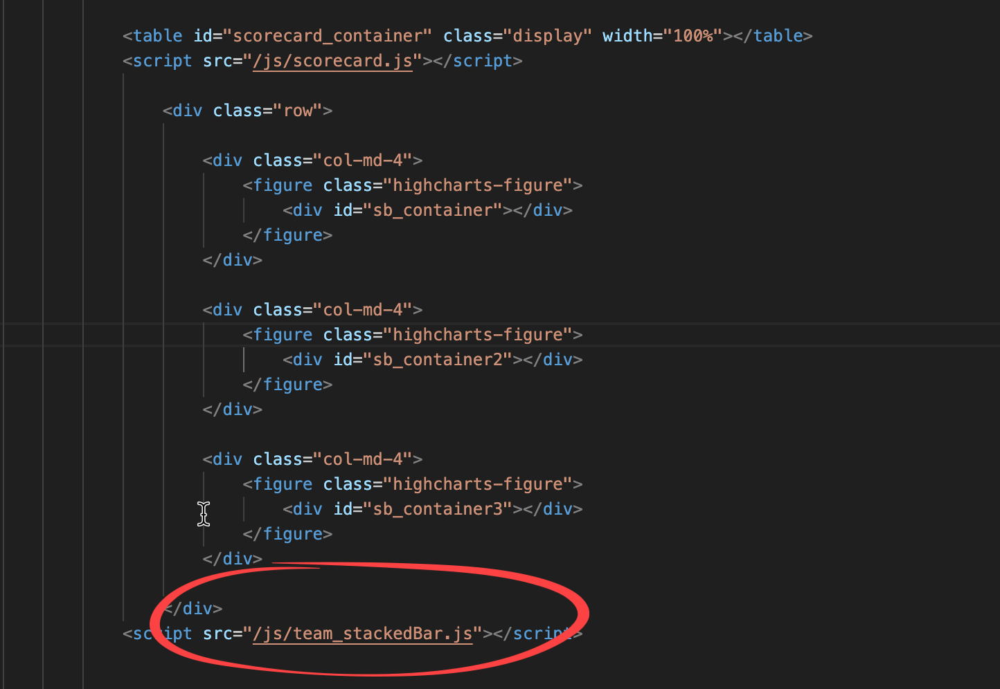 <table id="scorecard_container" class="display" width="100%"></table>
<script src="/js/scorecard.js"></script>
<div class="row">
<div class="col-md-4">
<figure class="highcharts-figure">
<div id="sb_container"></div>
</figure>
</div>
<div class="col-md-4">
<figure class="highcharts-figure">
<div id="sb_container2"></div>
</figure>
</div>
<div class="col-md-4">
<figure class="highcharts-figure">
<div id="sb_container3"></div>
</figure>
</div>
</div>
<script src="/js/team_stackedBar.js"></script>